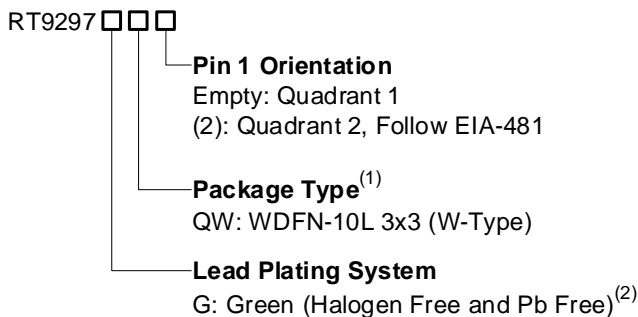 RT9297□□□
Pin 1 Orientation
Empty: Quadrant 1
(2): Quadrant 2, Follow EIA-481
Package Type(1)
QW: WDFN-10L 3x3 (W-Type)
Lead Plating System
G: Green (Halogen Free and Pb Free)(2)